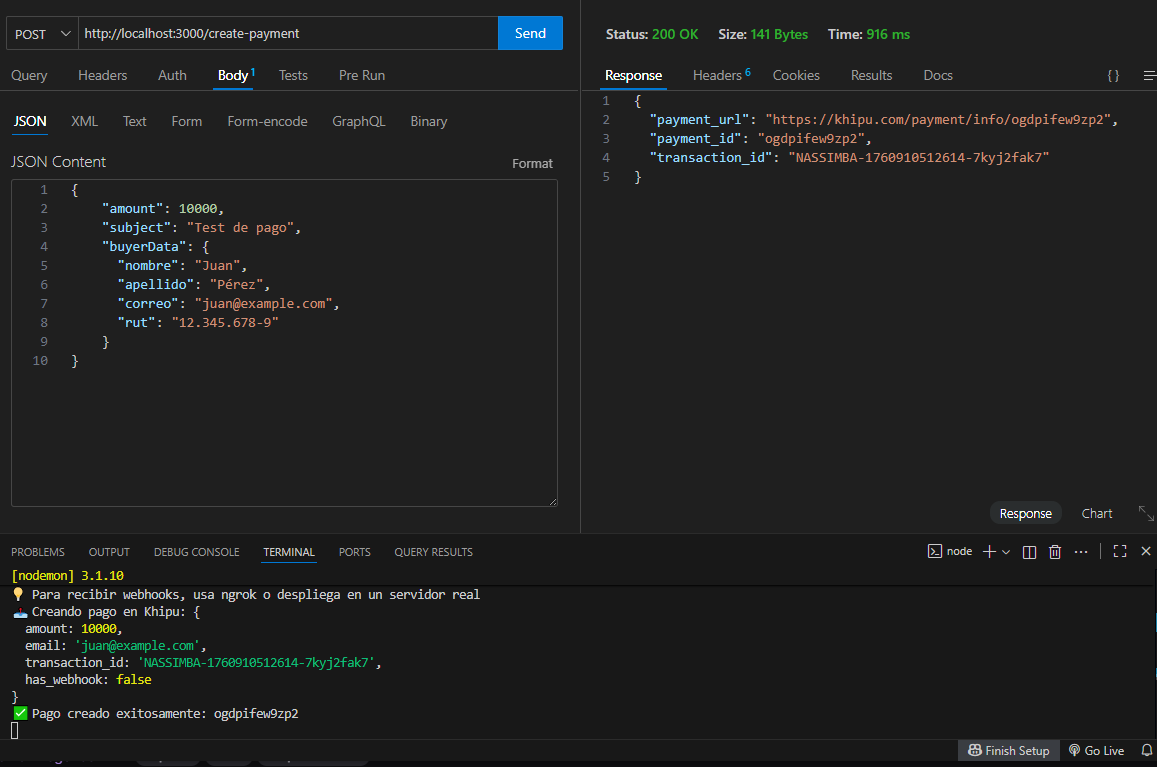 POST http://localhost:3000/create-payment Send
Query Headers Auth Body 1 Tests Pre Run
JSON XML Text Form Form-encode GraphQL Binary
JSON Content Format
1 {
2 "amount": 10000,
3 "subject": "Test de pago",
4 "buyerData": {
5 "nombre": "Juan",
6 "apellido": "Pérez",
7 "correo": "juan@example.com",
8 "rut": "12.345.678-9"
9 }
10 }
Status: 200 OK Size: 141 Bytes Time: 916 ms
Response Headers 6 Cookies Results Docs {}
1 {
2 "payment_url": "https://khipu.com/payment/info/ogdpifew9zp2",
3 "payment_id": "ogdpifew9zp2",
4 "transaction_id": "NASSIMBA-1760910512614-7kyj2fak7"
5 }
Response Chart
PROBLEMS OUTPUT DEBUG CONSOLE TERMINAL PORTS QUERY RESULTS node
[nodemon] 3.1.10
💡 Para recibir webhooks, usa ngrok o despliega en un servidor real
📤 Creando pago en Khipu: {
amount: 10000,
email: 'juan@example.com',
transaction_id: 'NASSIMBA-1760910512614-7kyj2fak7',
has_webhook: false
}
✅ Pago creado exitosamente: ogdpifew9zp2
Finish Setup Go Live